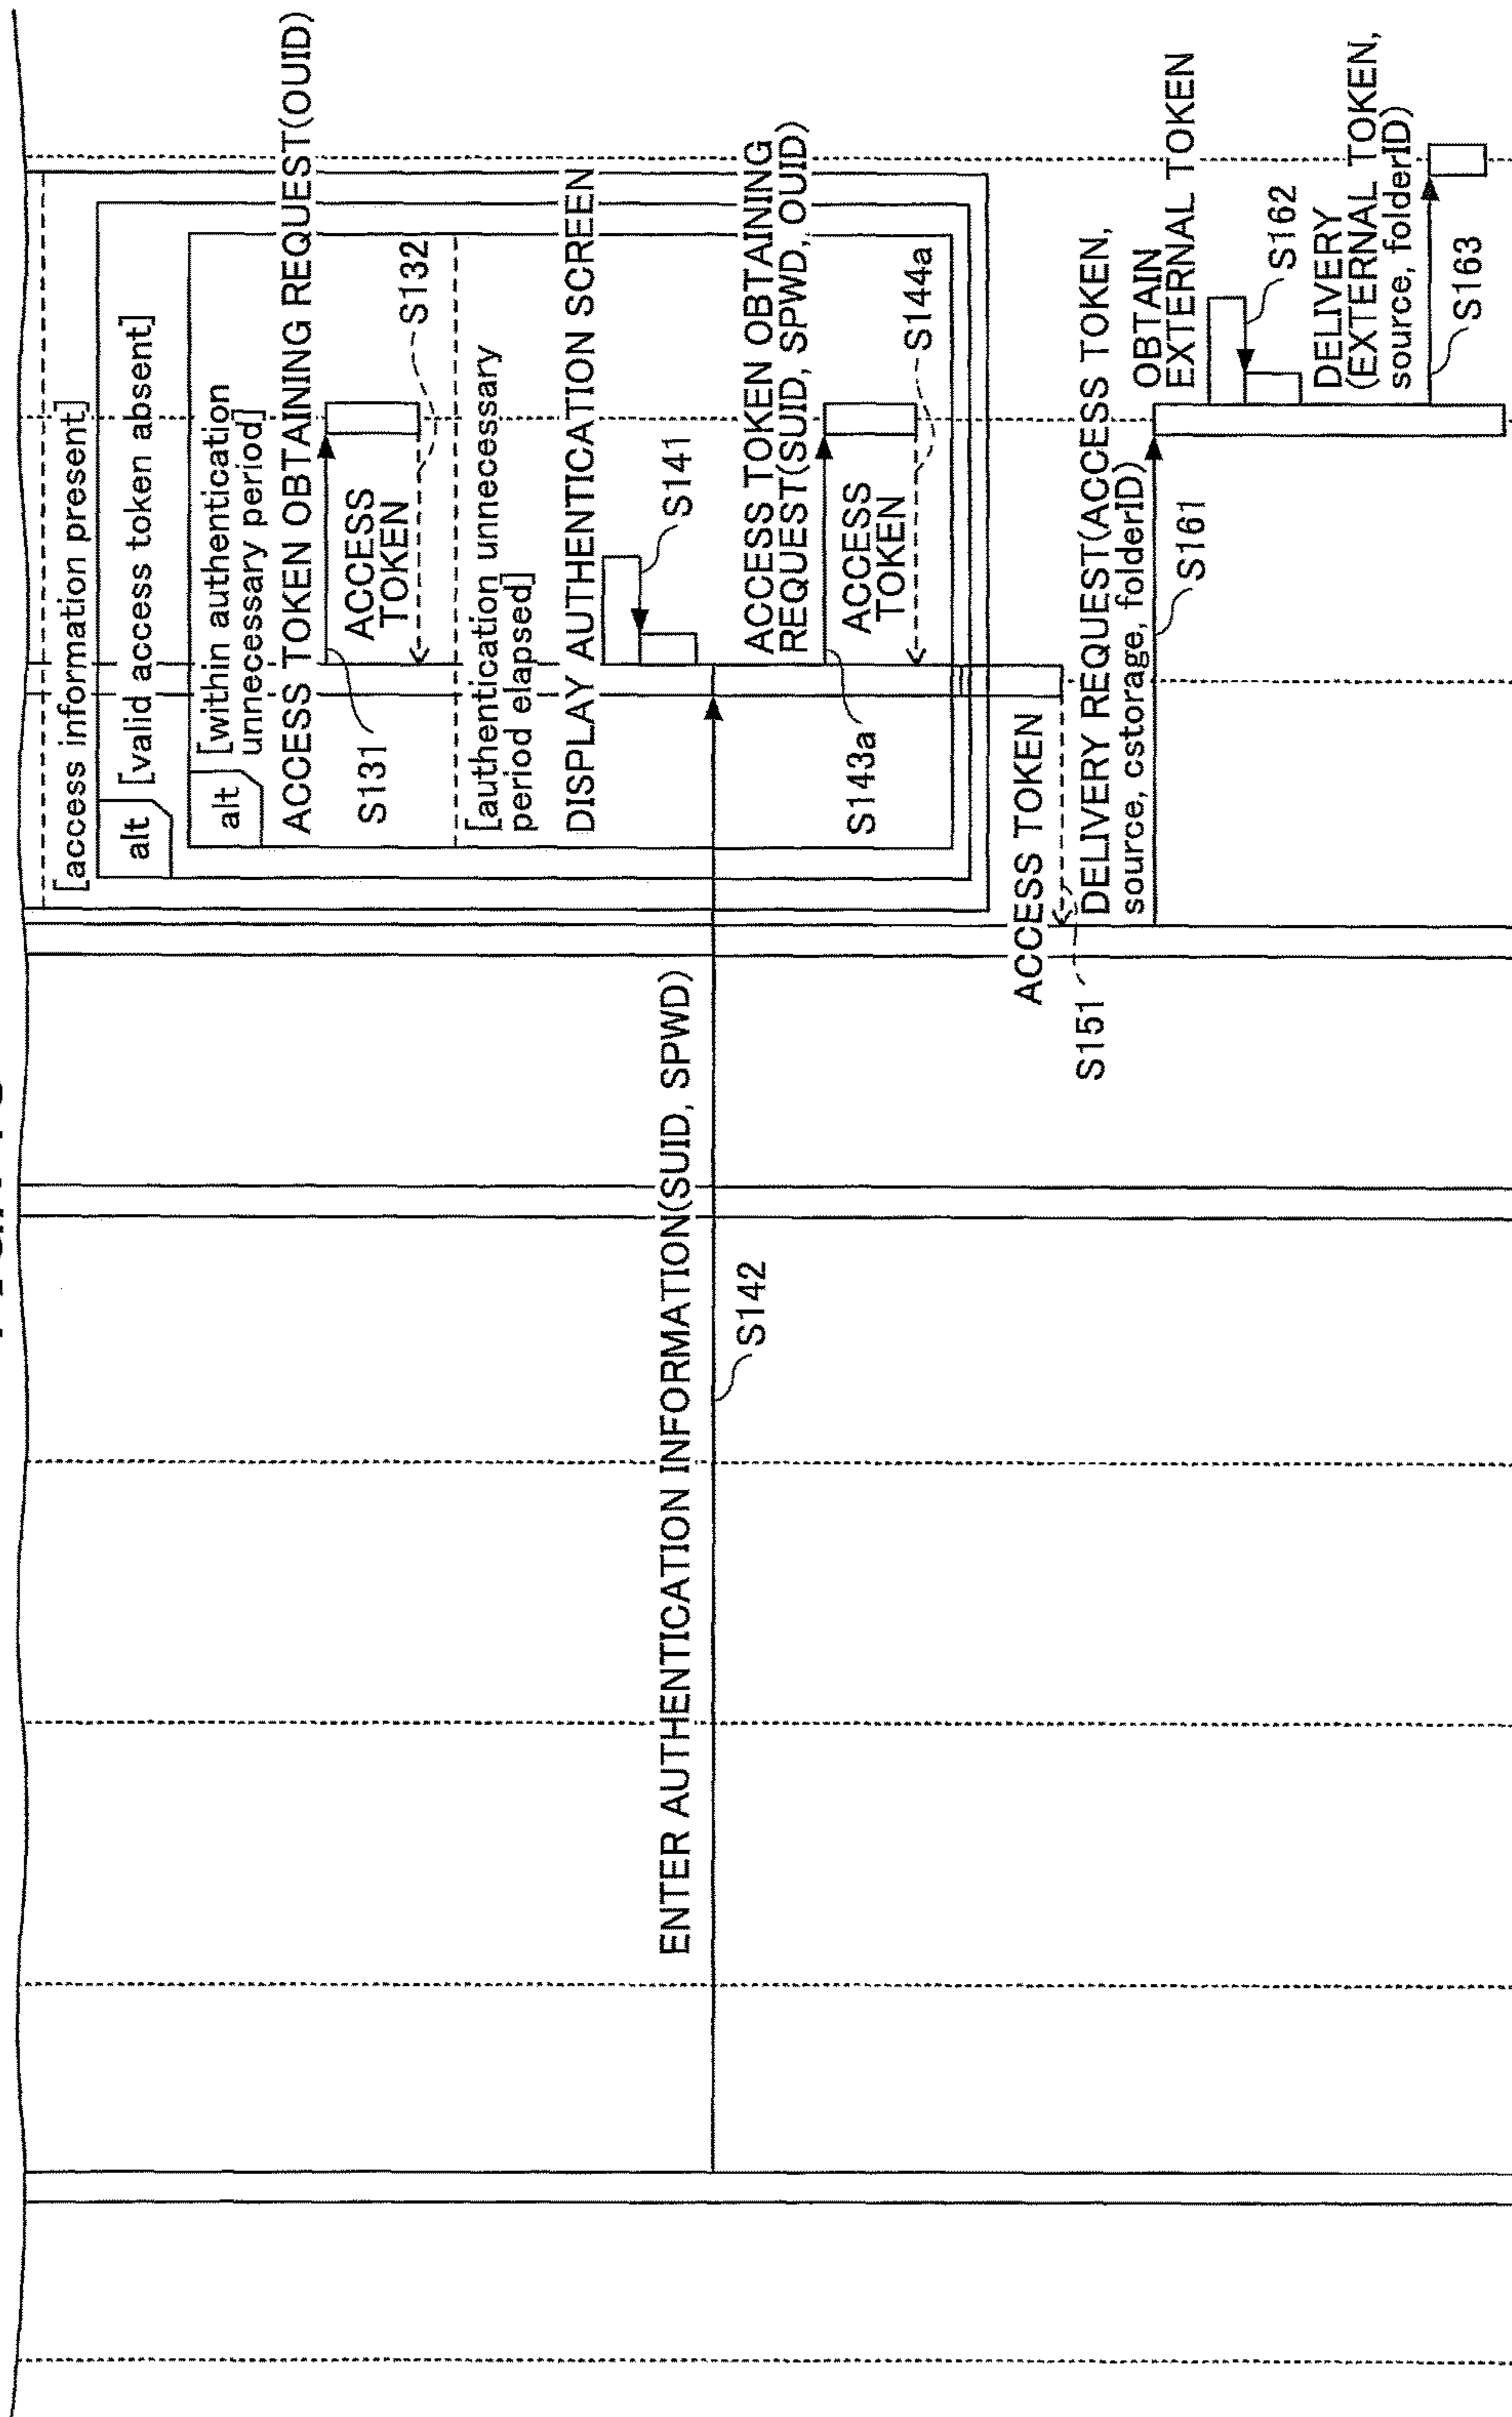 [access information present]
alt
[valid access token absent]
alt
[within authentication
unnecessary period]
ACCESS TOKEN OBTAINING REQUEST(OUID)
S131
ACCESS
TOKEN
S132
[authentication unnecessary
period elapsed]
DISPLAY AUTHENTICATION SCREEN
S141
ENTER AUTHENTICATION INFORMATION(SUID, SPWD)
S142
ACCESS TOKEN OBTAINING
REQUEST(SUID, SPWD, OUID)
S143a
ACCESS
TOKEN
S144a
ACCESS TOKEN
S151
DELIVERY REQUEST(ACCESS TOKEN,
source, cstorage, folderID)
S161
OBTAIN
EXTERNAL TOKEN
S162
DELIVERY
(EXTERNAL TOKEN,
source, folderID)
S163